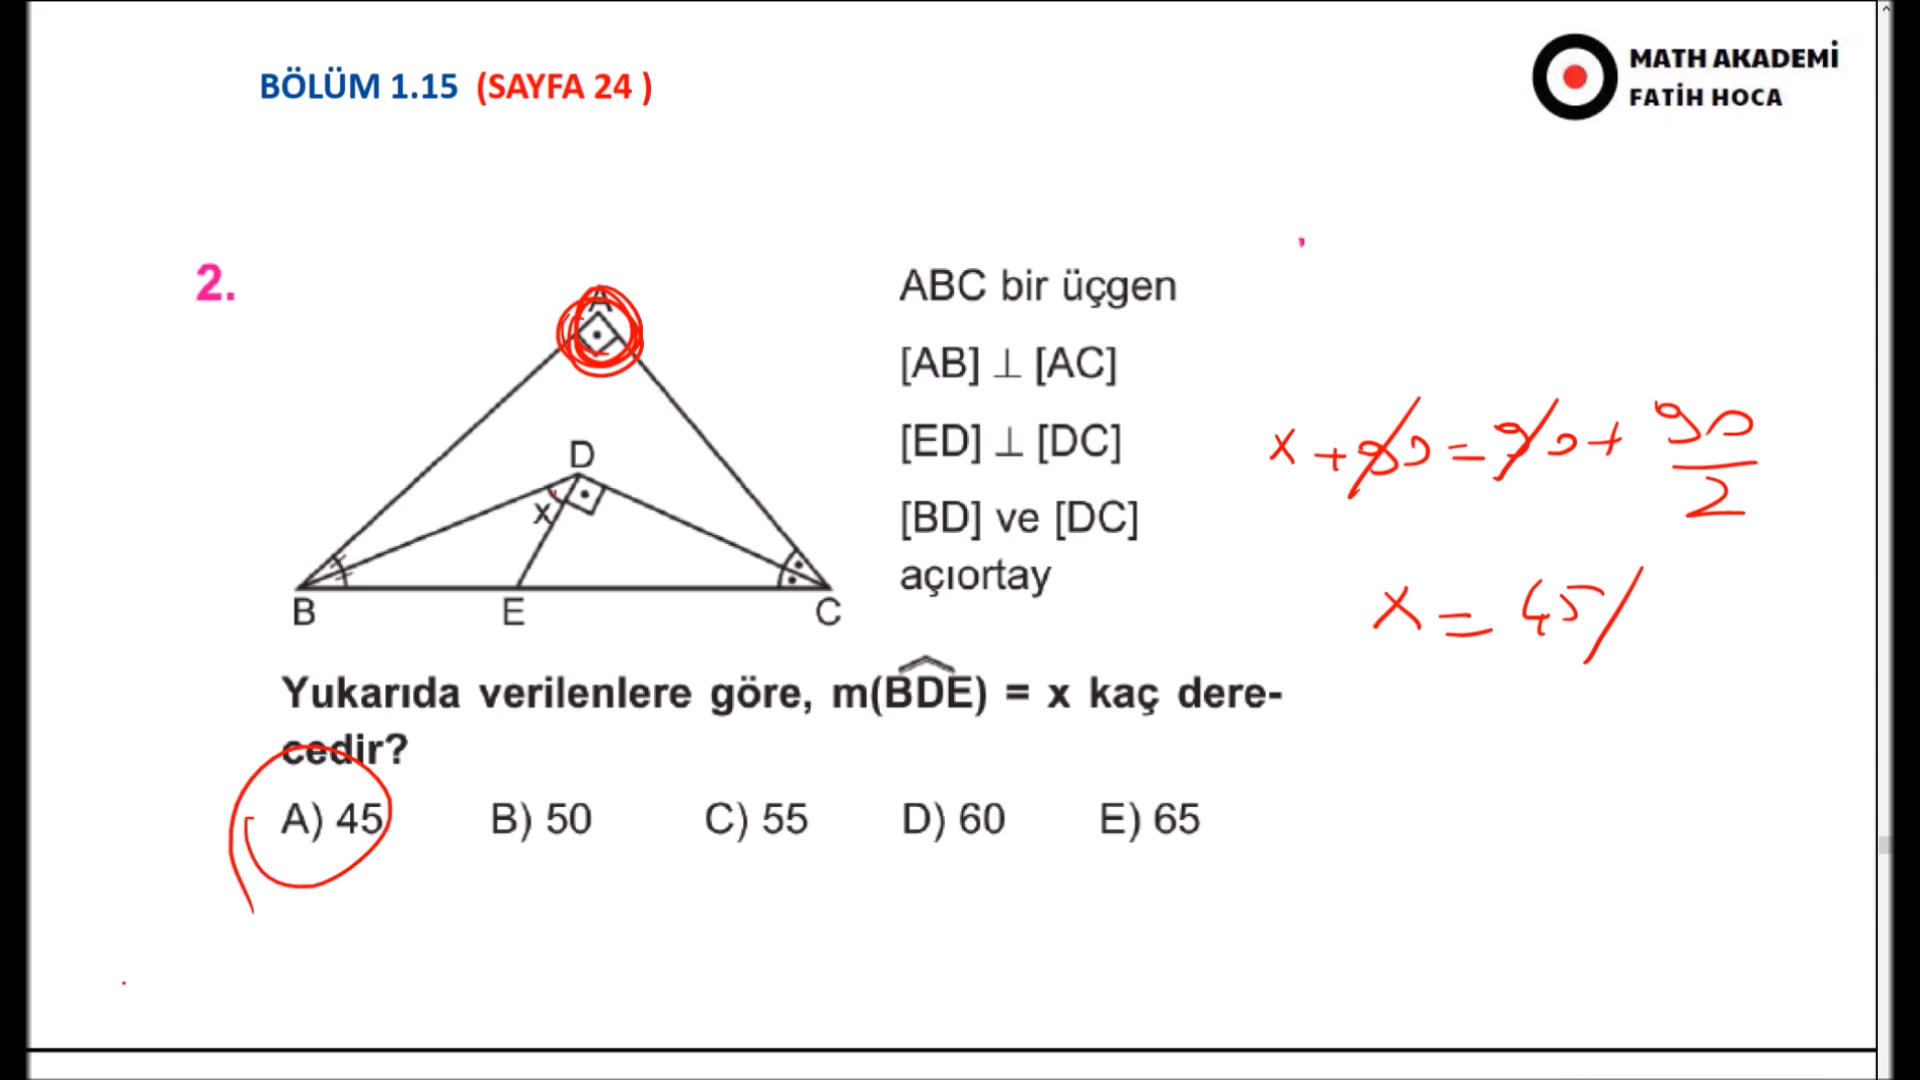 BÖLÜM 1.15 (SAYFA 24 )
MATH AKADEMİ
FATİH HOCA
2.
A
D
x
B
E
C
ABC bir üçgen
[AB] ⊥ [AC]
[ED] ⊥ [DC]
[BD] ve [DC]
açıortay
x + 90 = 90 + 90/2
x = 45
Yukarıda verilenlere göre, m(BDE) = x kaç dere-
cedir?
A) 45 B) 50 C) 55 D) 60 E) 65